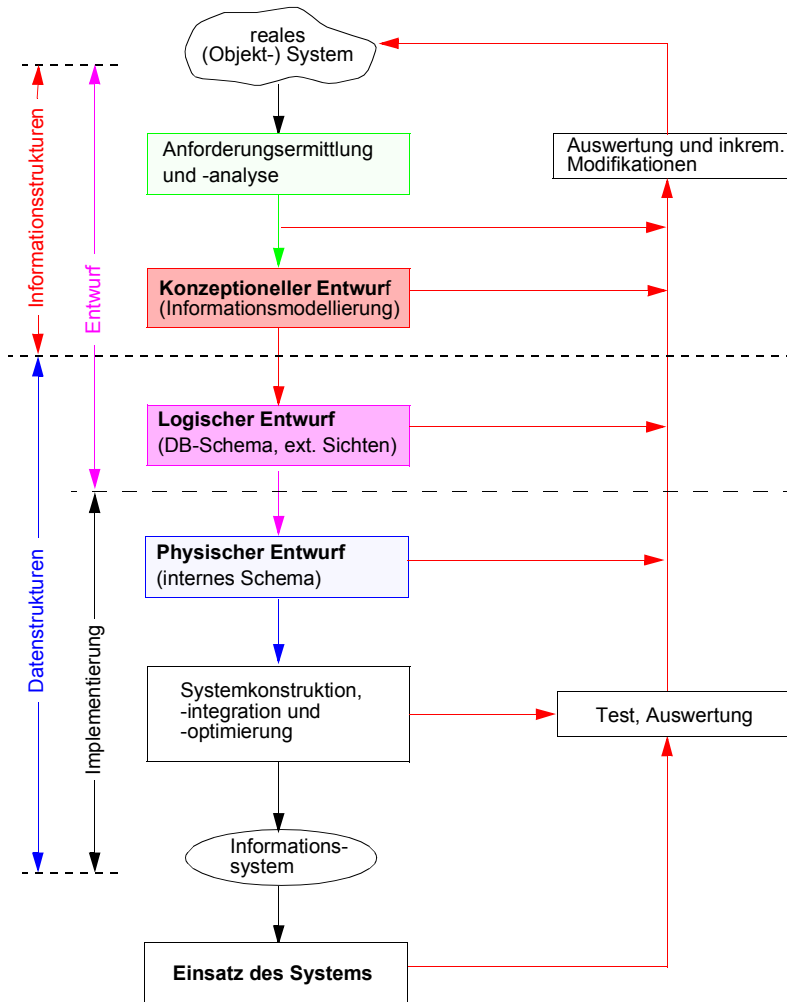 reales
(Objekt-) System
Anforderungsermittlung
und -analyse
Auswertung und inkrem.
Modifikationen
Konzeptioneller Entwurf
(Informationsmodellierung)
Logischer Entwurf
(DB-Schema, ext. Sichten)
Physischer Entwurf
(internes Schema)
Systemkonstruktion,
-integration und
-optimierung
Test, Auswertung
Informations-
system
Einsatz des Systems
Informationsstrukturen
Entwurf
Datenstrukturen
Implementierung